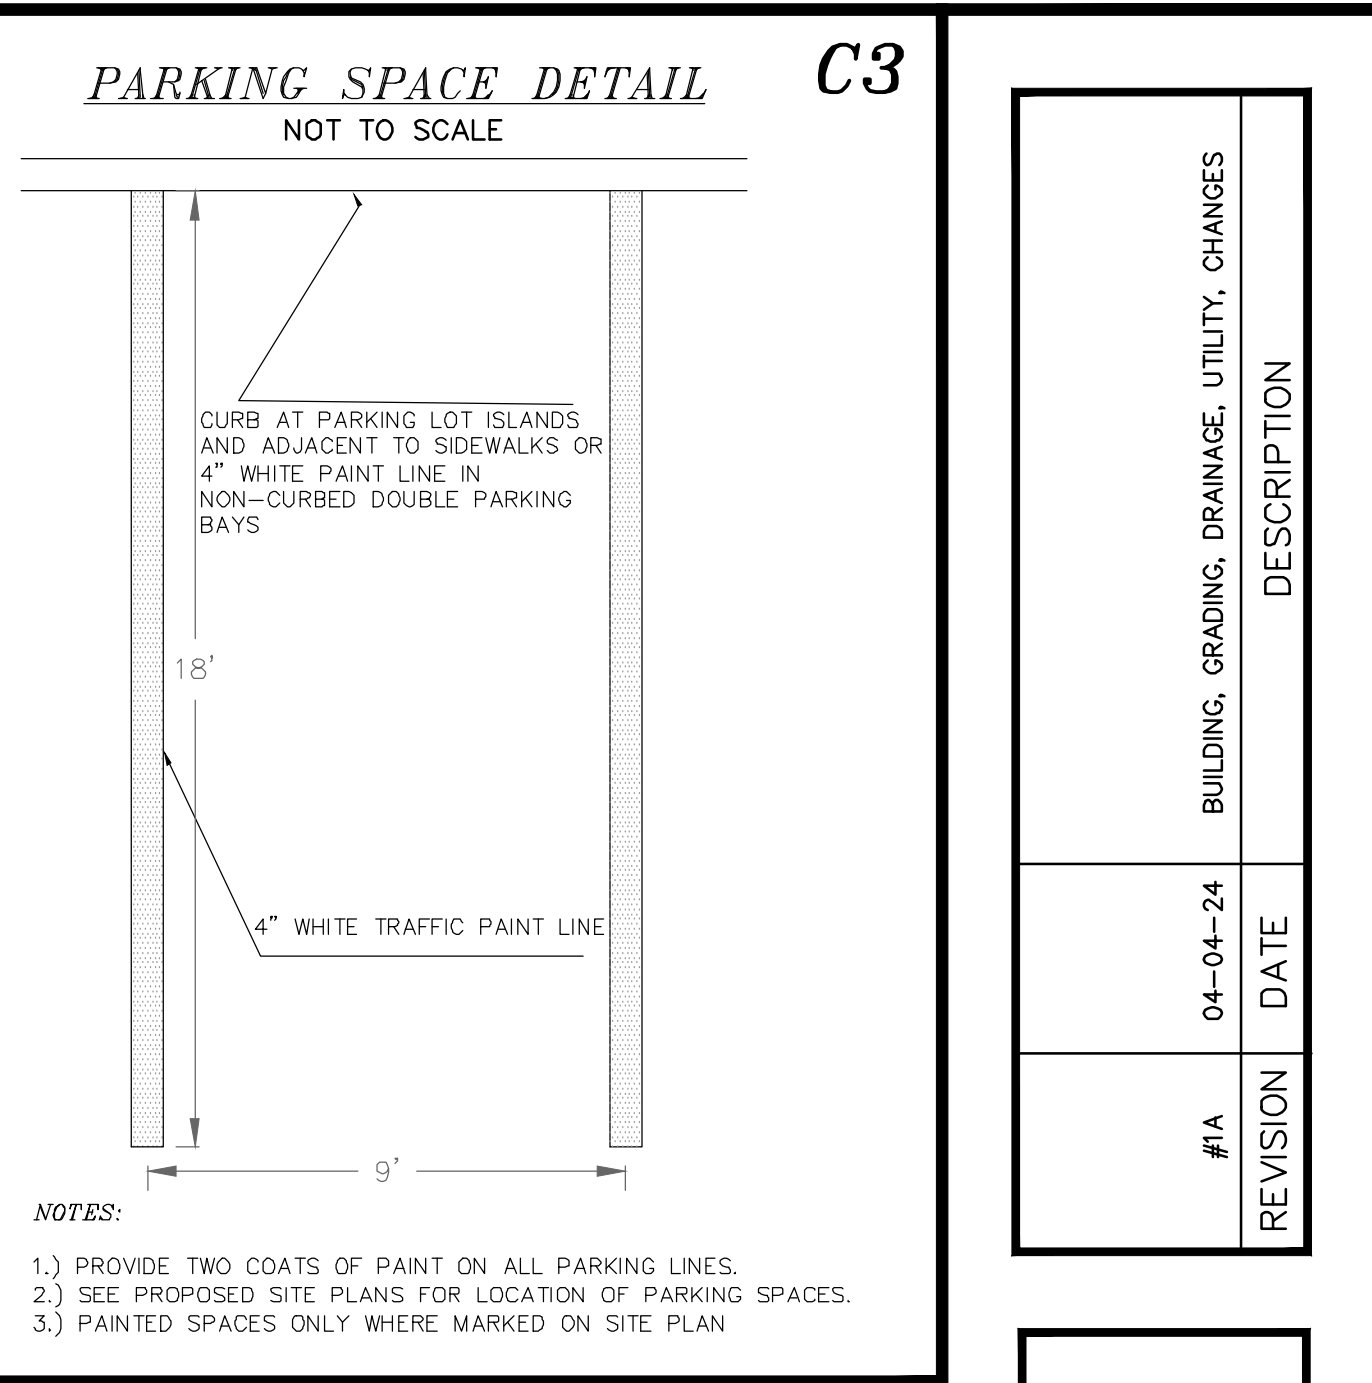 PARKING SPACE DETAIL
C3
NOT TO SCALE
CURB AT PARKING LOT ISLANDS
AND ADJACENT TO SIDEWALKS OR
4" WHITE PAINT LINE IN
NON-CURBED DOUBLE PARKING
BAYS
18'
4" WHITE TRAFFIC PAINT LINE
9'
NOTES:
1.) PROVIDE TWO COATS OF PAINT ON ALL PARKING LINES.
2.) SEE PROPOSED SITE PLANS FOR LOCATION OF PARKING SPACES.
3.) PAINTED SPACES ONLY WHERE MARKED ON SITE PLAN
#1A
04-04-24
BUILDING, GRADING, DRAINAGE, UTILITY, CHANGES
REVISION
DATE
DESCRIPTION